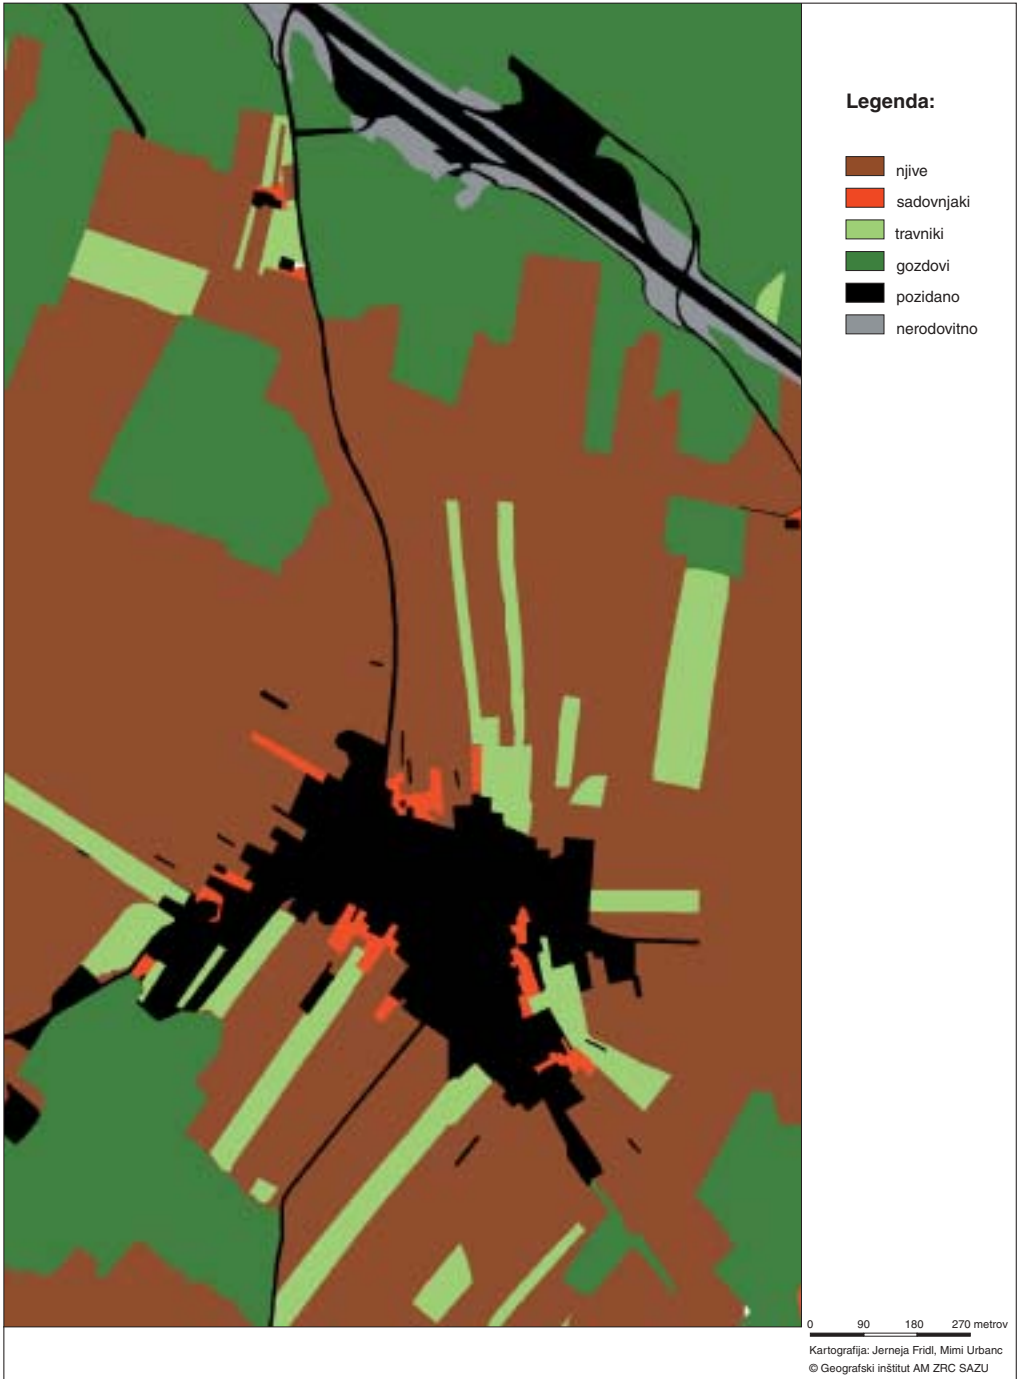 Legenda:
njive
sadovnjaki
travniki
gozdovi
pozidano
nerodovitno
0 90 180 270 metrov
Kartografija: Jerneja Fridl, Mimi Urbanc
© Geografski inštitut AM ZRC SAZU